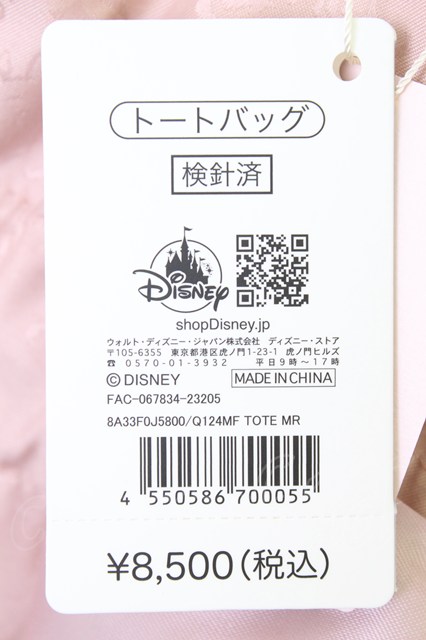 トートバッグ
検針済
Disney
shopDisney.jp
ウォルト・ディズニー・ジャパン株式会社 ディズニー・ストア
〒105-6355 東京都港区虎ノ門1-23-1 虎ノ門ヒルズ
☎ 0570-01-3932 平日9時〜17時
©DISNEY MADE IN CHINA
FAC-067834-23205
8A33F0J5800/Q124MF TOTE MR
4 550586 700055
¥8,500(税込)